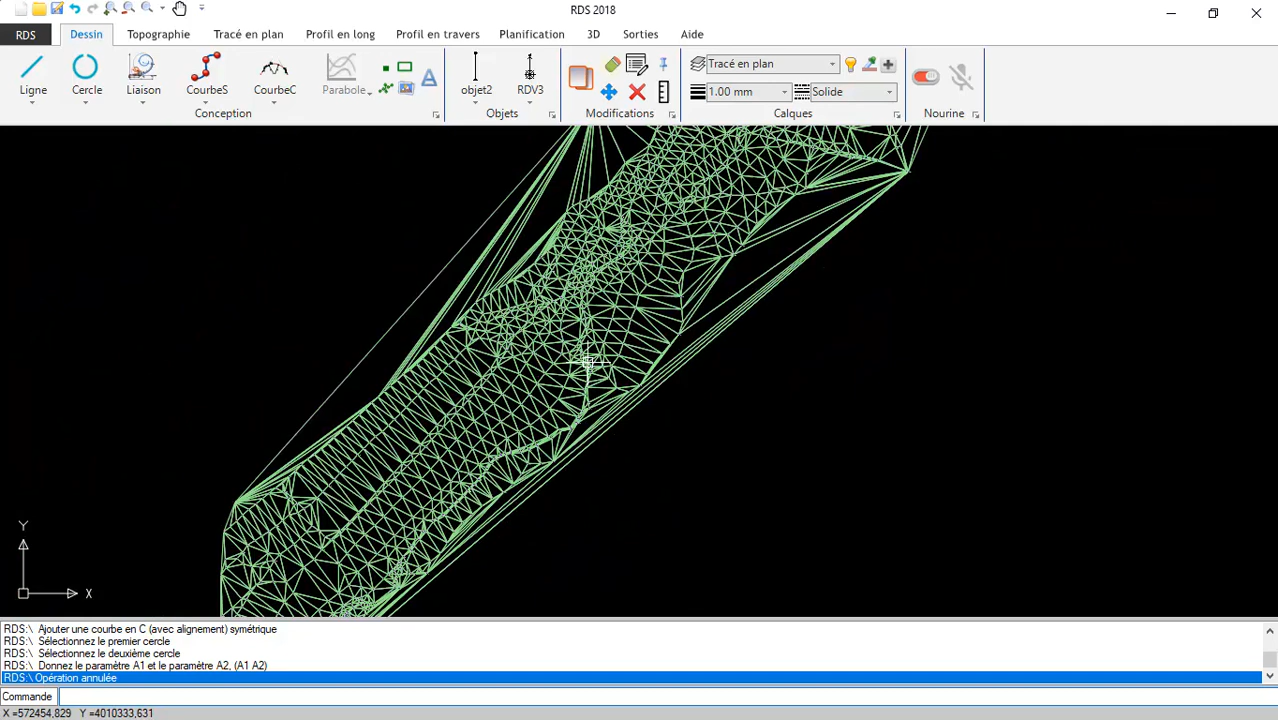 RDS 2018
RDS Dessin Topographie Tracé en plan Profil en long Profil en travers Planification 3D Sorties Aide
Tracé en plan
Ligne Cercle Liaison CourbeS CourbeC Parabole A objet2 RDV3
1.00 mm Solide
Conception Objets Modifications Calques Nourine
Y
X
RDS:\ Ajouter une courbe en C (avec alignement) symétrique
RDS:\ Sélectionnez le premier cercle
RDS:\ Sélectionnez le deuxième cercle
RDS:\ Donnez le paramètre A1 et le paramètre A2, (A1 A2)
RDS:\ Opération annulée
Commande
X =572454,829 Y =4010333,631